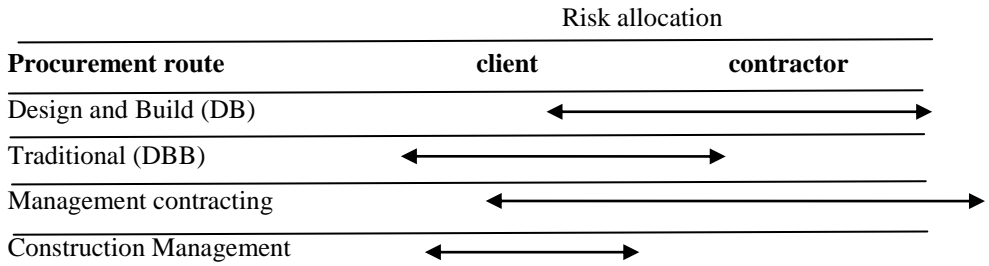 Risk allocation
Procurement route client contractor
Design and Build (DB)
Traditional (DBB)
Management contracting
Construction Management